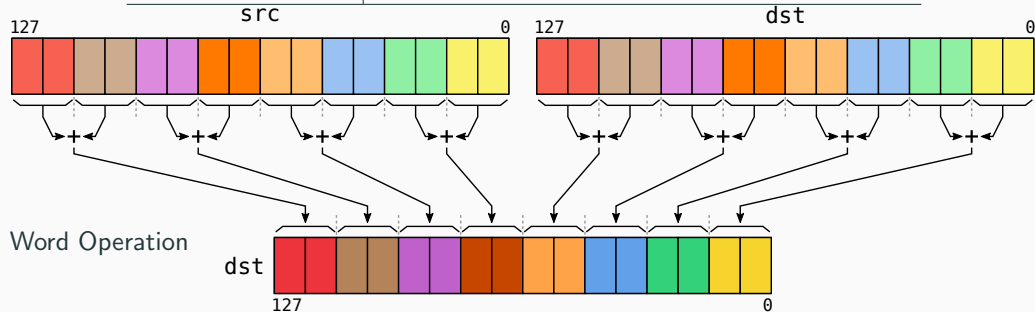 src dst
127 0 127 0
+ + + + + + + +
Word Operation
dst
127 0